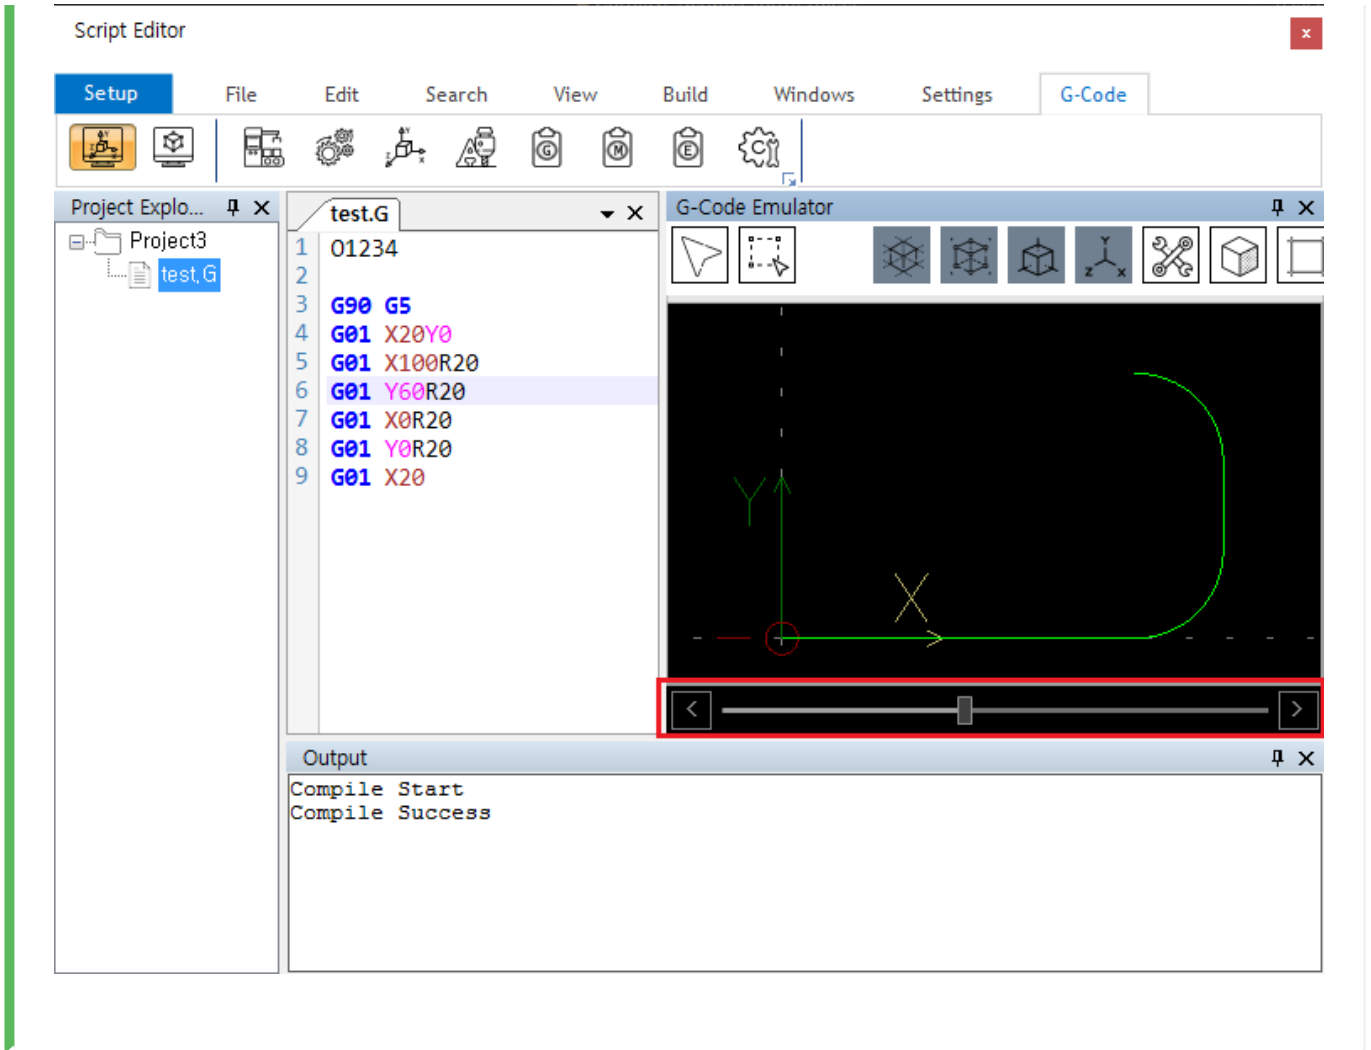 Script Editor
x
Setup File Edit Search View Build Windows Settings G-Code
Project Explo...
Project3
test.G
test.G
1 O1234
2
3 G90 G5
4 G01 X20Y0
5 G01 X100R20
6 G01 Y60R20
7 G01 X0R20
8 G01 Y0R20
9 G01 X20
G-Code Emulator
Y
X
Output
Compile Start
Compile Success